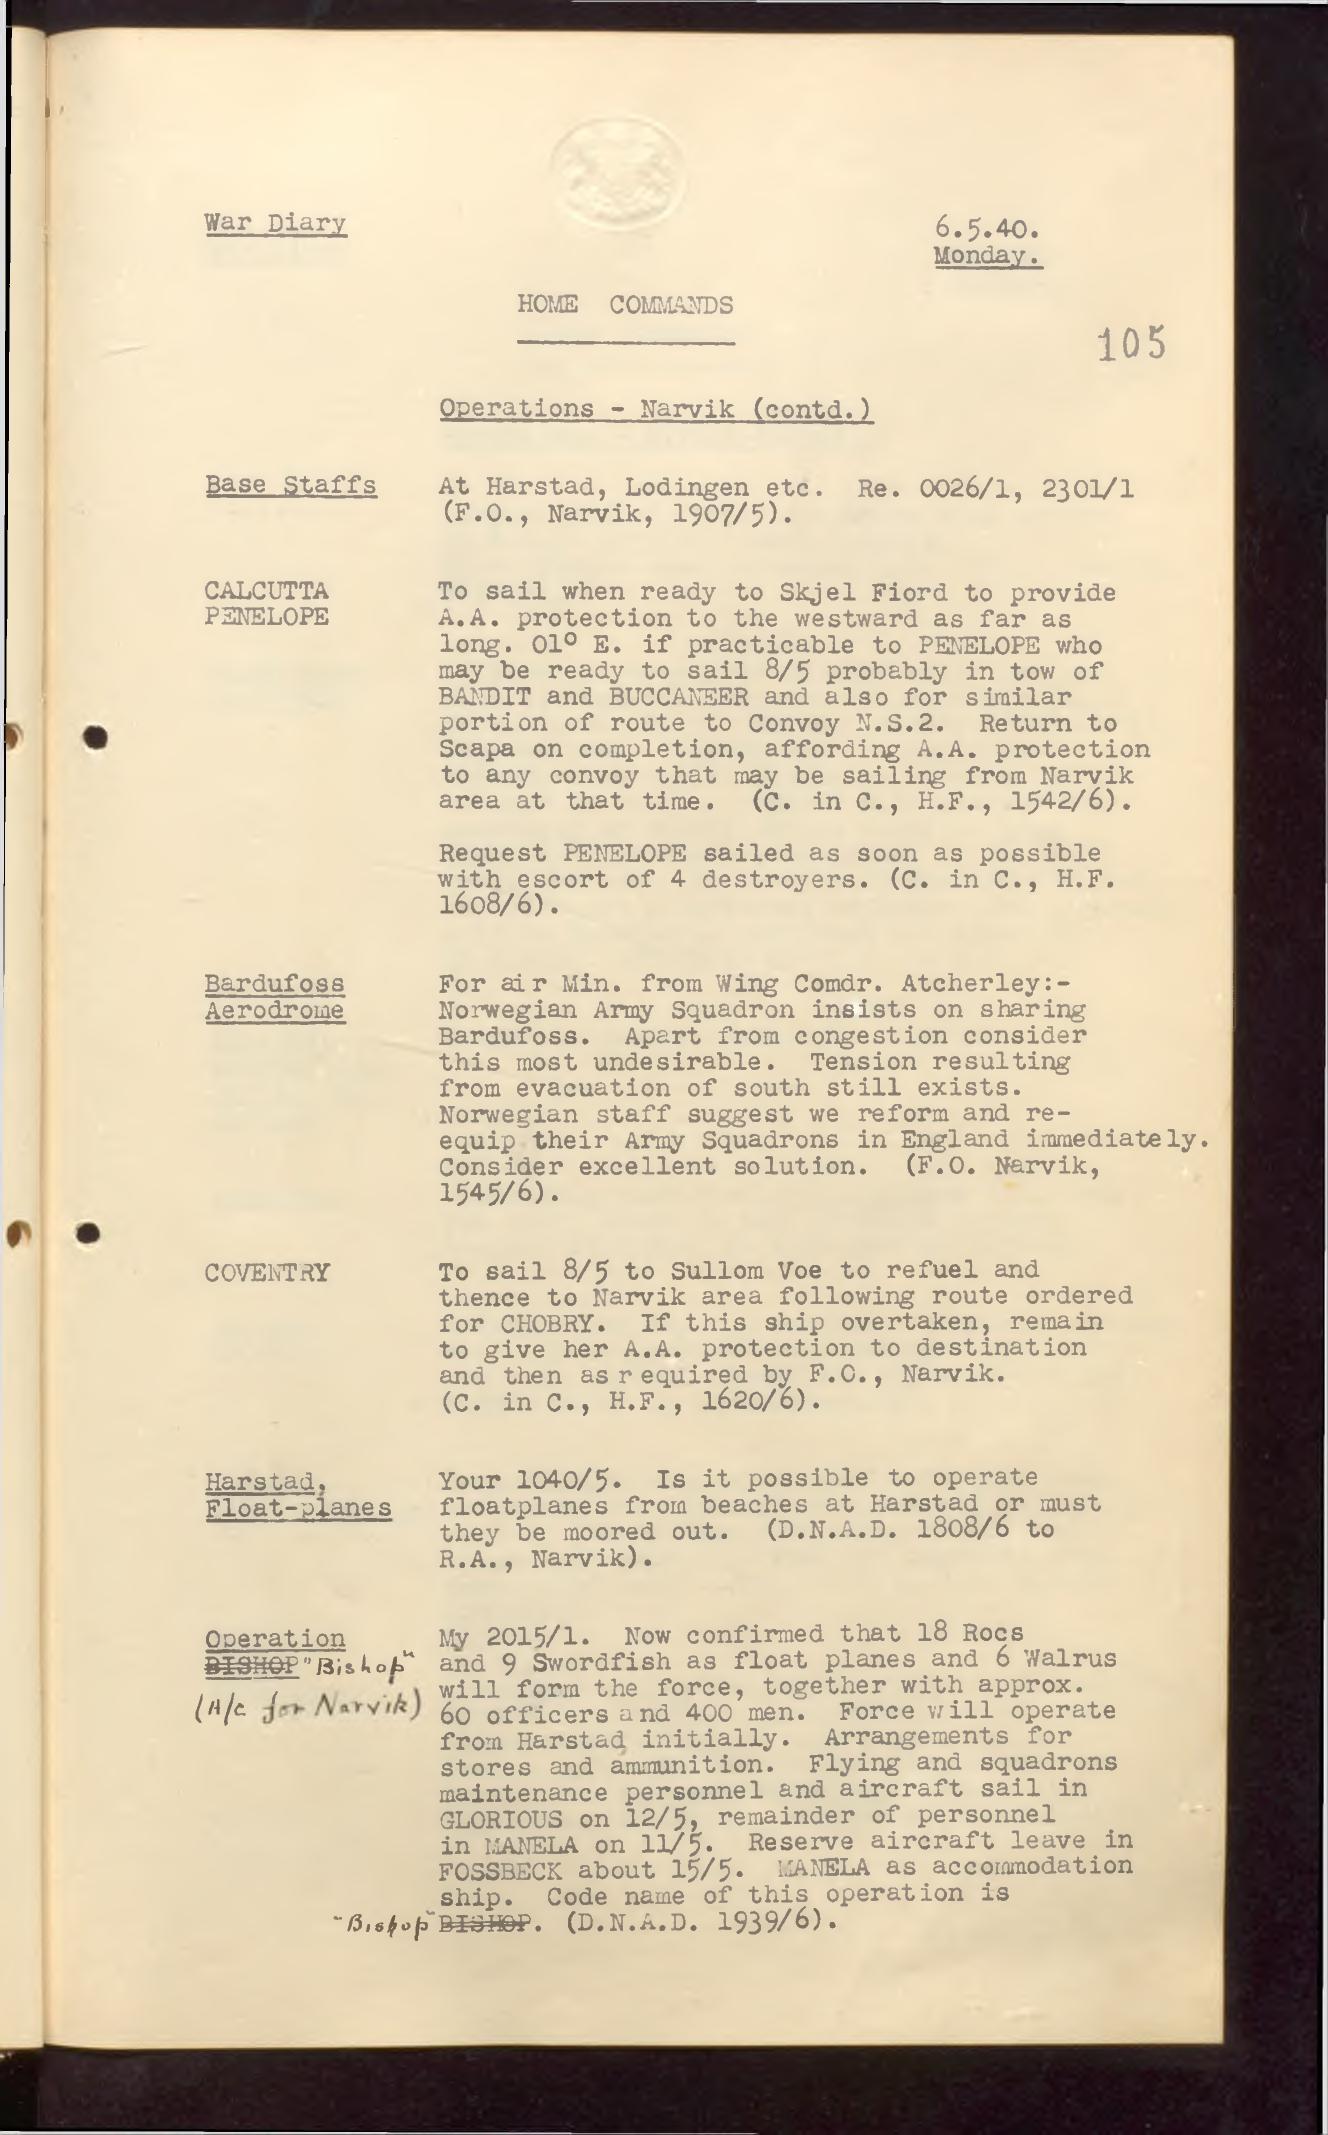 War Diary
6.5.40.
Monday.
HOME COMMANDS
105
Operations - Narvik (contd.)
Base Staffs
At Harstad, Lodingen etc. Re. 0026/1, 2301/1
(F.O., Narvik, 1907/5).
CALCUTTA
PENELOPE
To sail when ready to Skjel Fiord to provide
A.A. protection to the westward as far as
long. 01° E. if practicable to PENELOPE who
may be ready to sail 8/5 probably in tow of
BANDIT and BUCCANEER and also for similar
portion of route to Convoy N.S.2. Return to
Scapa on completion, affording A.A. protection
to any convoy that may be sailing from Narvik
area at that time. (C. in C., H.F., 1542/6).
Request PENELOPE sailed as soon as possible
with escort of 4 destroyers. (C. in C., H.F.
1608/6).
Bardufoss
Aerodrome
For air Min. from Wing Comdr. Atcherley:-
Norwegian Army Squadron insists on sharing
Bardufoss. Apart from congestion consider
this most undesirable. Tension resulting
from evacuation of south still exists.
Norwegian staff suggest we reform and re-
equip their Army Squadrons in England immediately.
Consider excellent solution. (F.O. Narvik,
1545/6).
COVENTRY
To sail 8/5 to Sullom Voe to refuel and
thence to Narvik area following route ordered
for CHOBRY. If this ship overtaken, remain
to give her A.A. protection to destination
and then as required by F.O., Narvik.
(C. in C., H.F., 1620/6).
Harstad,
Float-planes
Your 1040/5. Is it possible to operate
floatplanes from beaches at Harstad or must
they be moored out. (D.N.A.D. 1808/6 to
R.A., Narvik).
Operation
BISHOP "Bishop"
(A/c for Narvik)
My 2015/1. Now confirmed that 18 Rocs
and 9 Swordfish as float planes and 6 Walrus
will form the force, together with approx.
60 officers and 400 men. Force will operate
from Harstad initially. Arrangements for
stores and ammunition. Flying and squadrons
maintenance personnel and aircraft sail in
GLORIOUS on 12/5, remainder of personnel
in MANELA on 11/5. Reserve aircraft leave in
FOSSBECK about 15/5. MANELA as accommodation
ship. Code name of this operation is
"Bishop" BISHOP. (D.N.A.D. 1939/6).